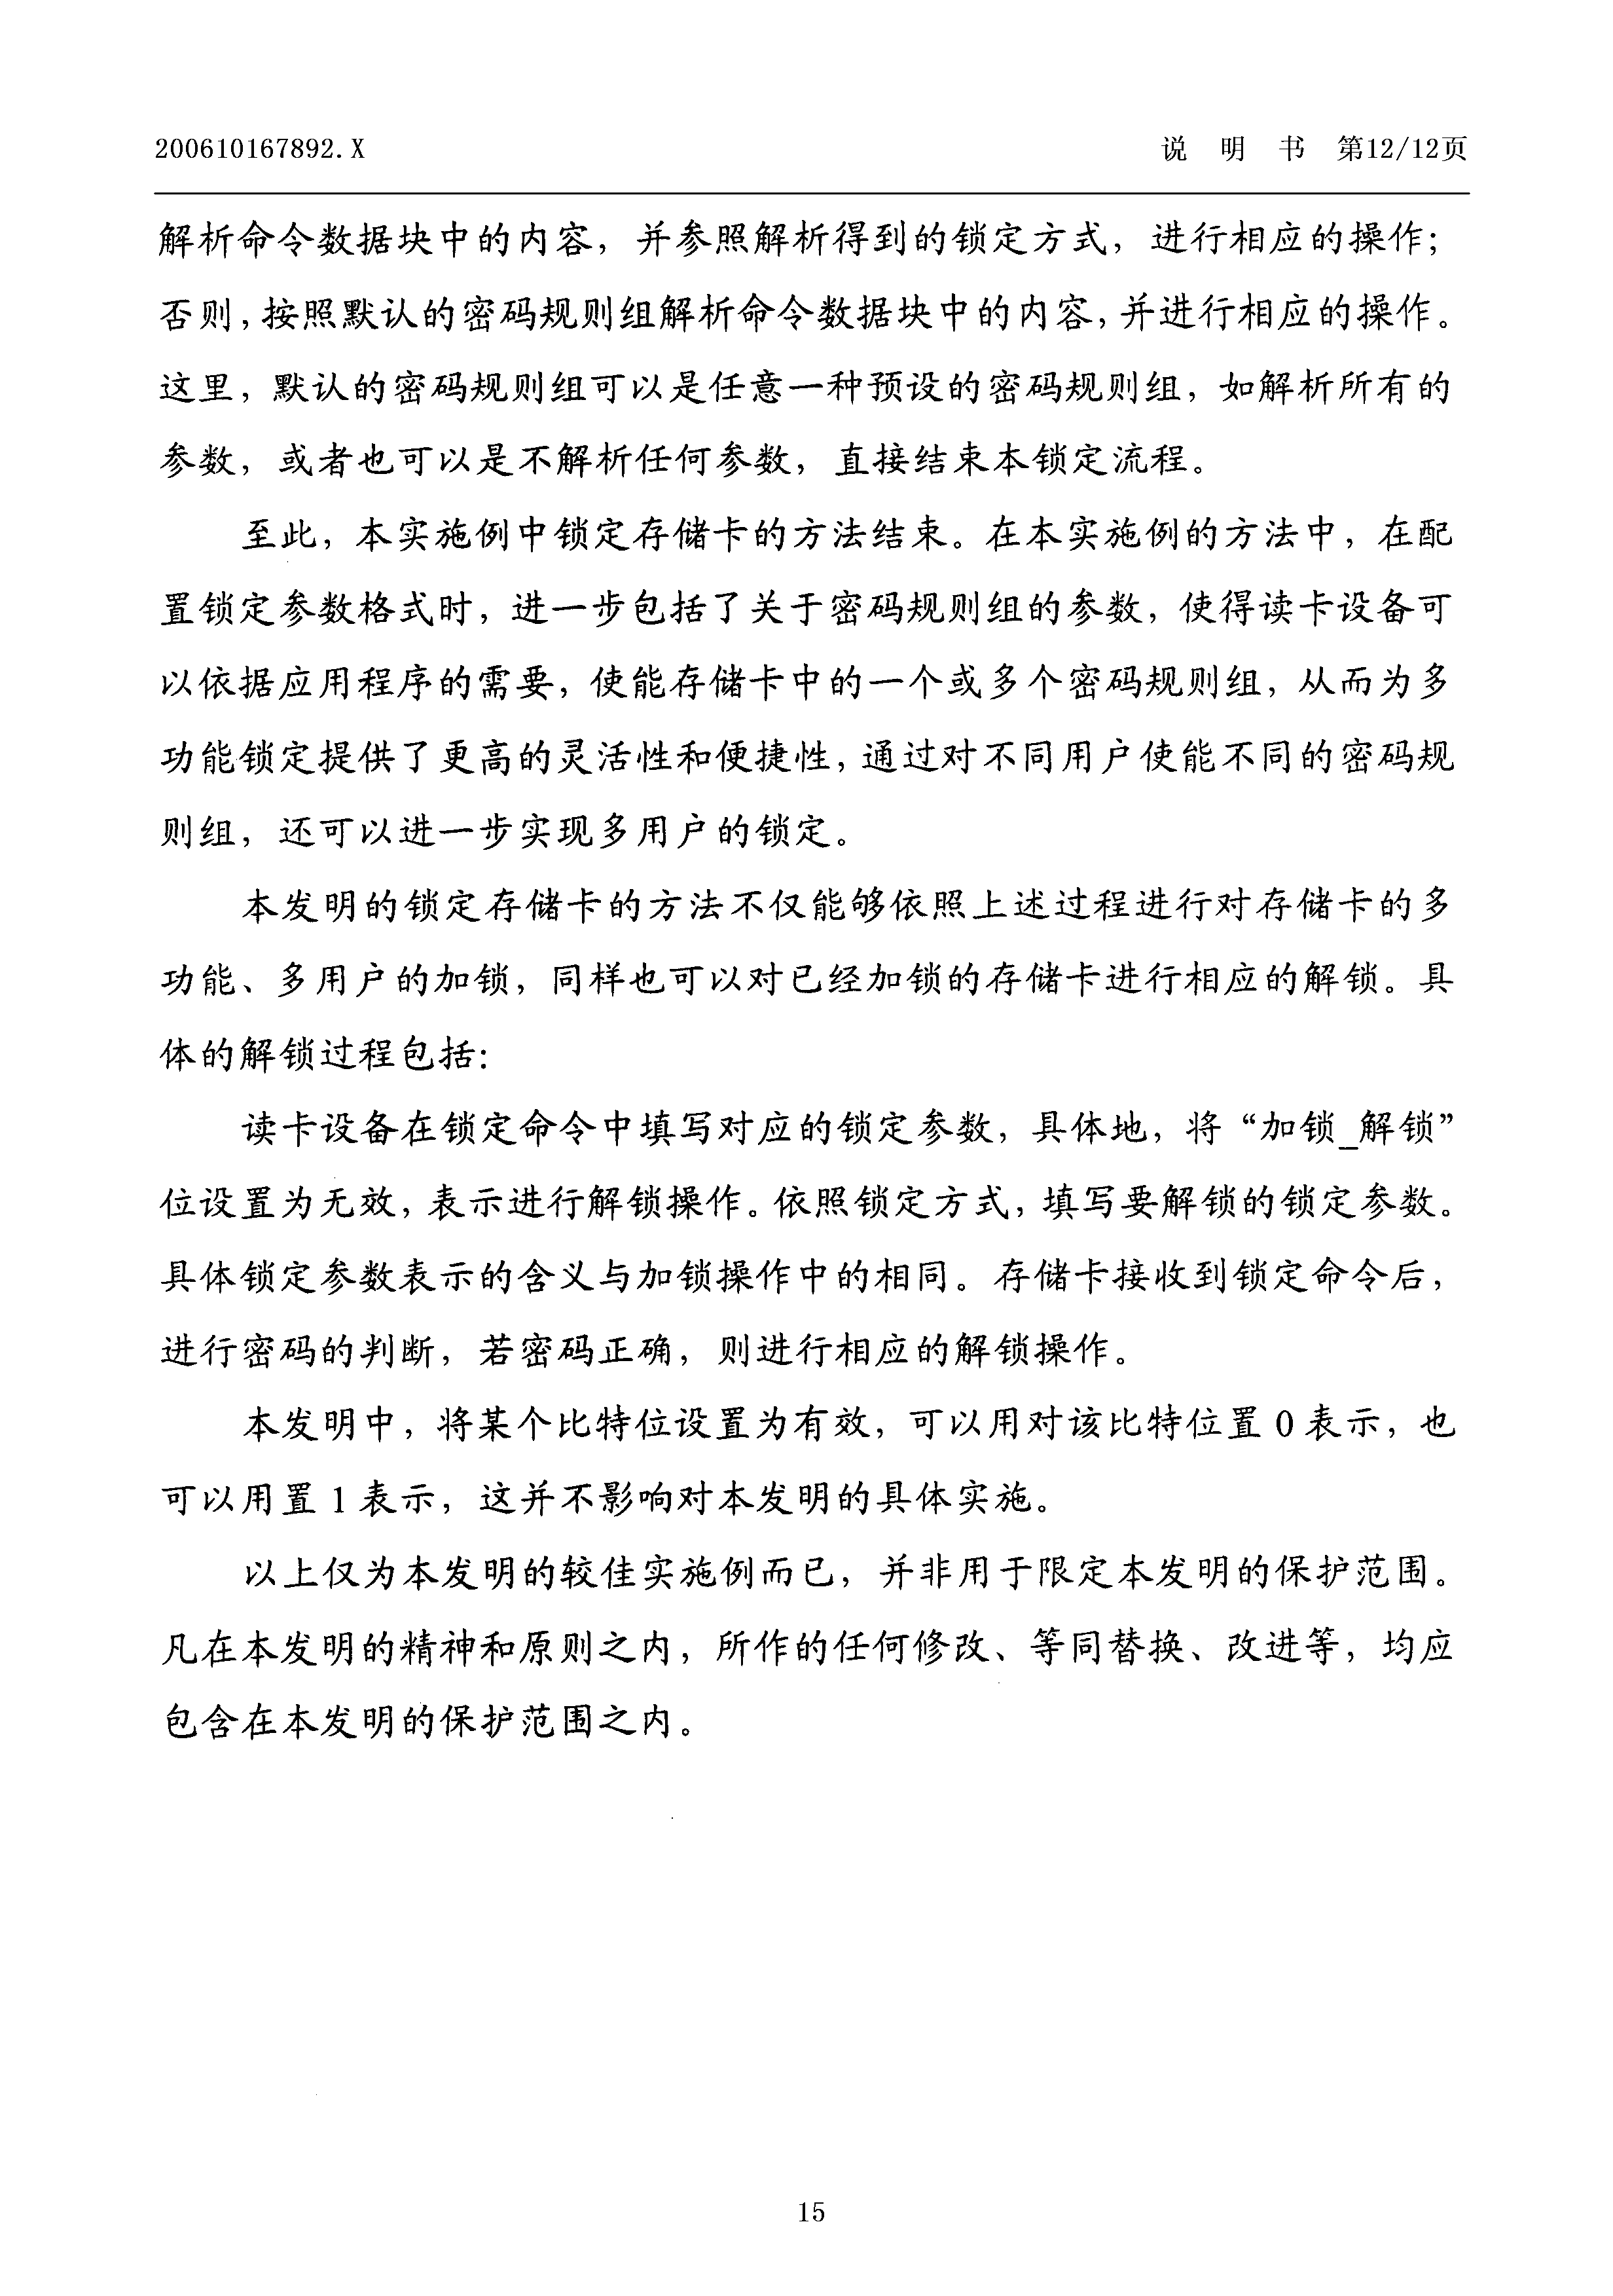 200610167892.X 说 明 书 第12/12页
解析命令数据块中的内容，并参照解析得到的锁定方式，进行相应的操作；
否则，按照默认的密码规则组解析命令数据块中的内容，并进行相应的操作。
这里，默认的密码规则组可以是任意一种预设的密码规则组，如解析所有的
参数，或者也可以是不解析任何参数，直接结束本锁定流程。
至此，本实施例中锁定存储卡的方法结束。在本实施例的方法中，在配
置锁定参数格式时，进一步包括了关于密码规则组的参数，使得读卡设备可
以依据应用程序的需要，使能存储卡中的一个或多个密码规则组，从而为多
功能锁定提供了更高的灵活性和便捷性，通过对不同用户使能不同的密码规
则组，还可以进一步实现多用户的锁定。
本发明的锁定存储卡的方法不仅能够依照上述过程进行对存储卡的多
功能、多用户的加锁，同样也可以对已经加锁的存储卡进行相应的解锁。具
体的解锁过程包括：
读卡设备在锁定命令中填写对应的锁定参数，具体地，将“加锁_解锁”
位设置为无效，表示进行解锁操作。依照锁定方式，填写要解锁的锁定参数。
具体锁定参数表示的含义与加锁操作中的相同。存储卡接收到锁定命令后，
进行密码的判断，若密码正确，则进行相应的解锁操作。
本发明中，将某个比特位设置为有效，可以用对该比特位置 0 表示，也
可以用置 1 表示，这并不影响对本发明的具体实施。
以上仅为本发明的较佳实施例而已，并非用于限定本发明的保护范围。
凡在本发明的精神和原则之内，所作的任何修改、等同替换、改进等，均应
包含在本发明的保护范围之内。
15